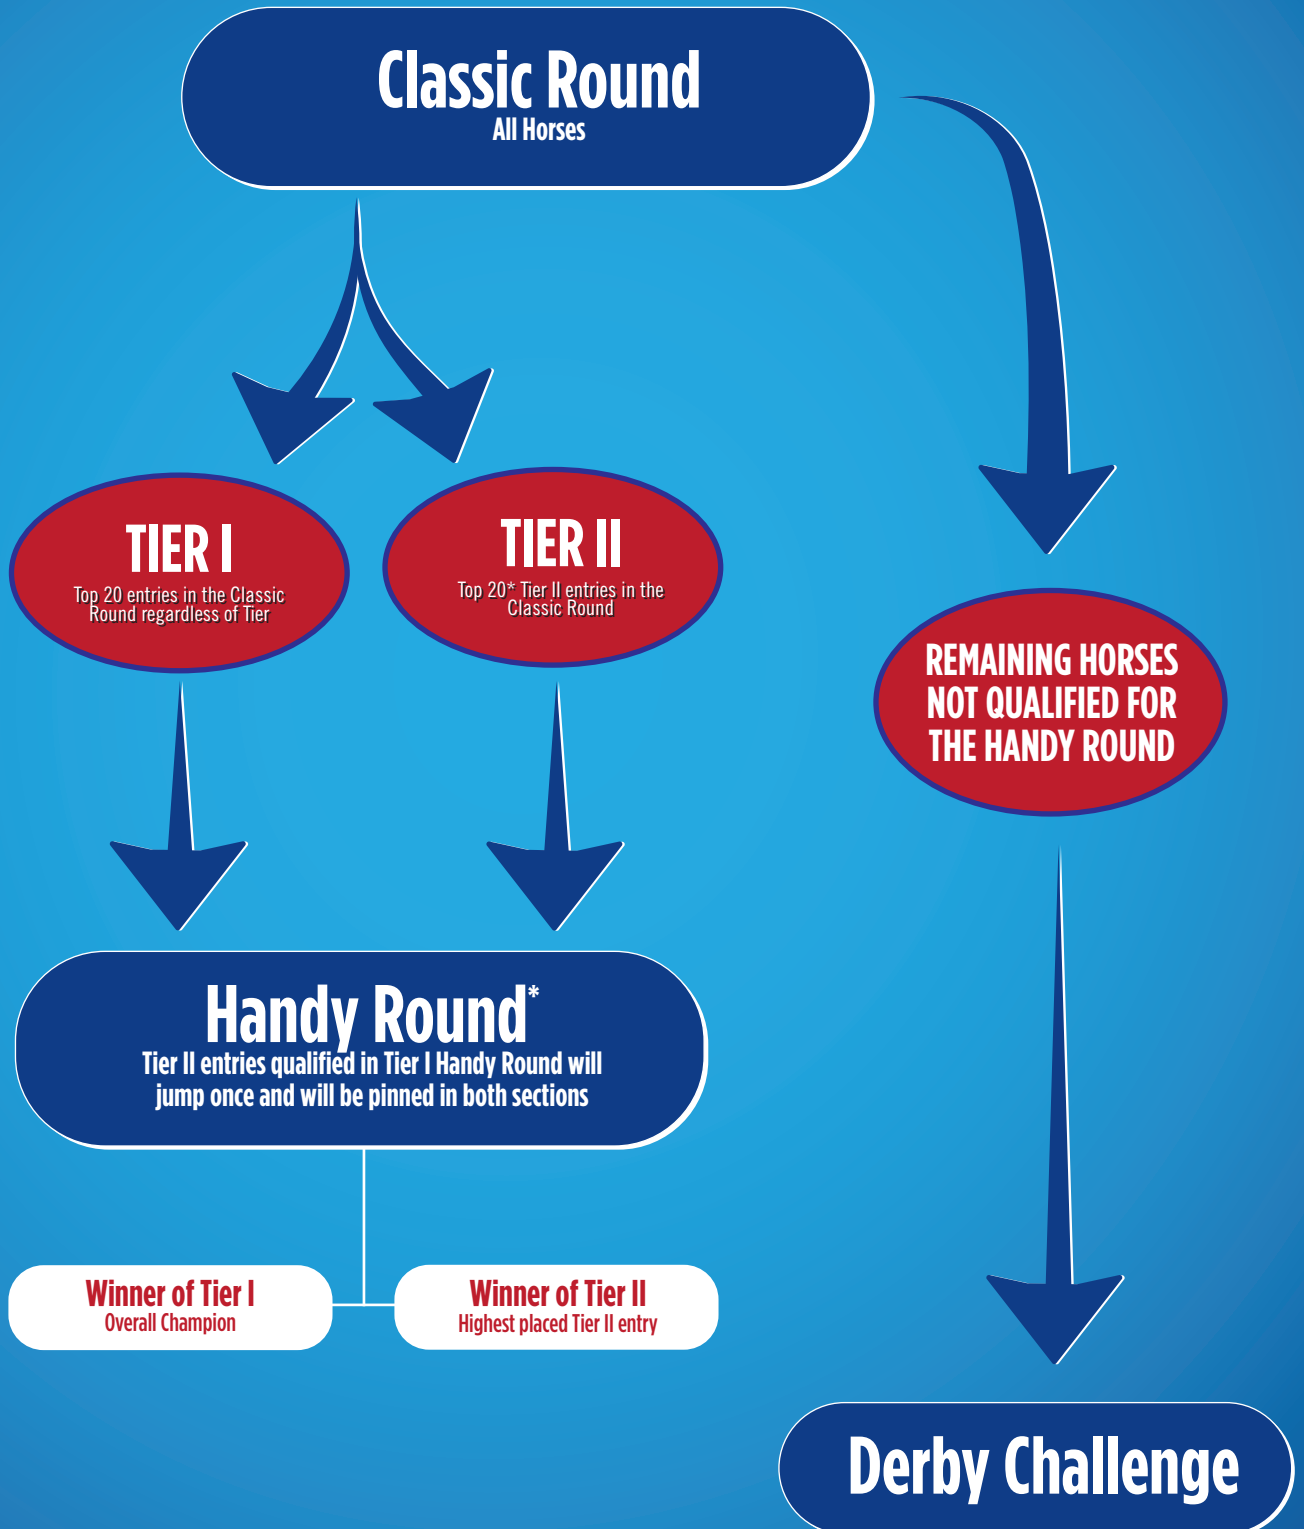 Classic Round
All Horses
TIER I
Top 20 entries in the Classic
Round regardless of Tier
TIER II
Top 20* Tier II entries in the
Classic Round
REMAINING HORSES
NOT QUALIFIED FOR
THE HANDY ROUND
Handy Round*
Tier II entries qualified in Tier I Handy Round will
jump once and will be pinned in both sections
Winner of Tier I
Overall Champion
Winner of Tier II
Highest placed Tier II entry
Derby Challenge